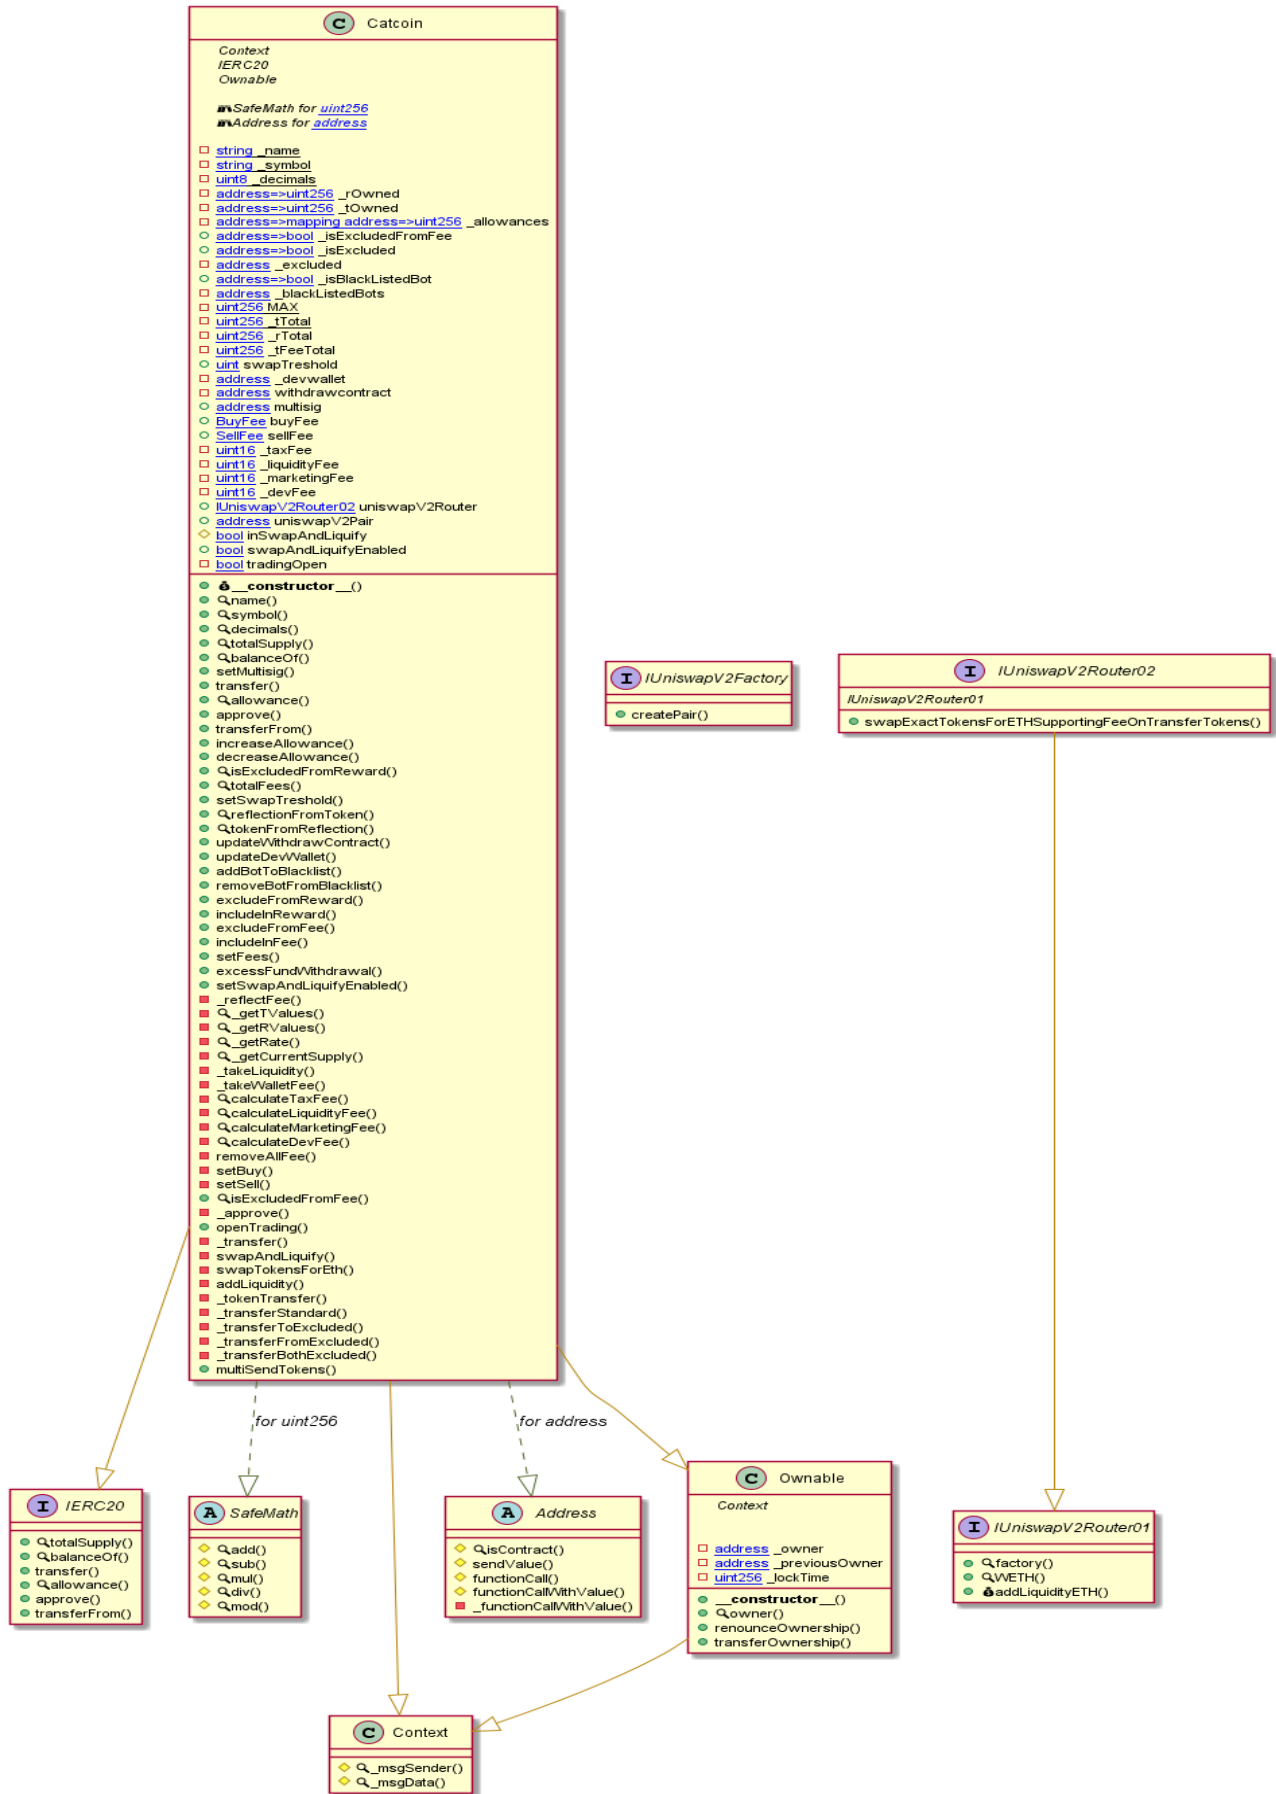 C Catcoin
Context
IERC20
Ownable
SafeMath for uint256
Address for address
string _name
string _symbol
uint8 _decimals
address=>uint256 _rOwned
address=>uint256 _tOwned
address=>mapping address=>uint256 _allowances
address=>bool _isExcludedFromFee
address=>bool _isExcluded
address _excluded
address=>bool _isBlackListedBot
address _blackListedBots
uint256 MAX
uint256 _tTotal
uint256 _rTotal
uint256 _tFeeTotal
uint swapTreshold
address _devwallet
address withdrawcontract
address multisig
BuyFee buyFee
SellFee sellFee
uint16 _taxFee
uint16 _liquidityFee
uint16 _marketingFee
uint16 _devFee
IUniswapV2Router02 uniswapV2Router
address uniswapV2Pair
bool inSwapAndLiquify
bool swapAndLiquifyEnabled
bool tradingOpen
__constructor__()
name()
symbol()
decimals()
totalSupply()
balanceOf()
setMultisig()
transfer()
allowance()
approve()
transferFrom()
increaseAllowance()
decreaseAllowance()
isExcludedFromReward()
totalFees()
setSwapTreshold()
reflectionFromToken()
tokenFromReflection()
updateWithdrawContract()
updateDevWallet()
addBotToBlacklist()
removeBotFromBlacklist()
excludeFromReward()
includeInReward()
excludeFromFee()
includeInFee()
setFees()
excessFundWithdrawal()
setSwapAndLiquifyEnabled()
_reflectFee()
_getTValues()
_getRValues()
_getRate()
_getCurrentSupply()
_takeLiquidity()
_takeWalletFee()
calculateTaxFee()
calculateLiquidityFee()
calculateMarketingFee()
calculateDevFee()
removeAllFee()
setBuy()
setSell()
isExcludedFromFee()
_approve()
openTrading()
_transfer()
swapAndLiquify()
swapTokensForEth()
addLiquidity()
_tokenTransfer()
_transferStandard()
_transferToExcluded()
_transferFromExcluded()
_transferBothExcluded()
multiSendTokens()
I IUniswapV2Factory
createPair()
I IUniswapV2Router02
IUniswapV2Router01
swapExactTokensForETHSupportingFeeOnTransferTokens()
for uint256
for address
I IERC20
totalSupply()
balanceOf()
transfer()
allowance()
approve()
transferFrom()
A SafeMath
add()
sub()
mul()
div()
mod()
A Address
isContract()
sendValue()
functionCall()
functionCallWithValue()
_functionCallWithValue()
C Ownable
Context
address _owner
address _previousOwner
uint256 _lockTime
__constructor__()
owner()
renounceOwnership()
transferOwnership()
I IUniswapV2Router01
factory()
WETH()
addLiquidityETH()
C Context
_msgSender()
_msgData()